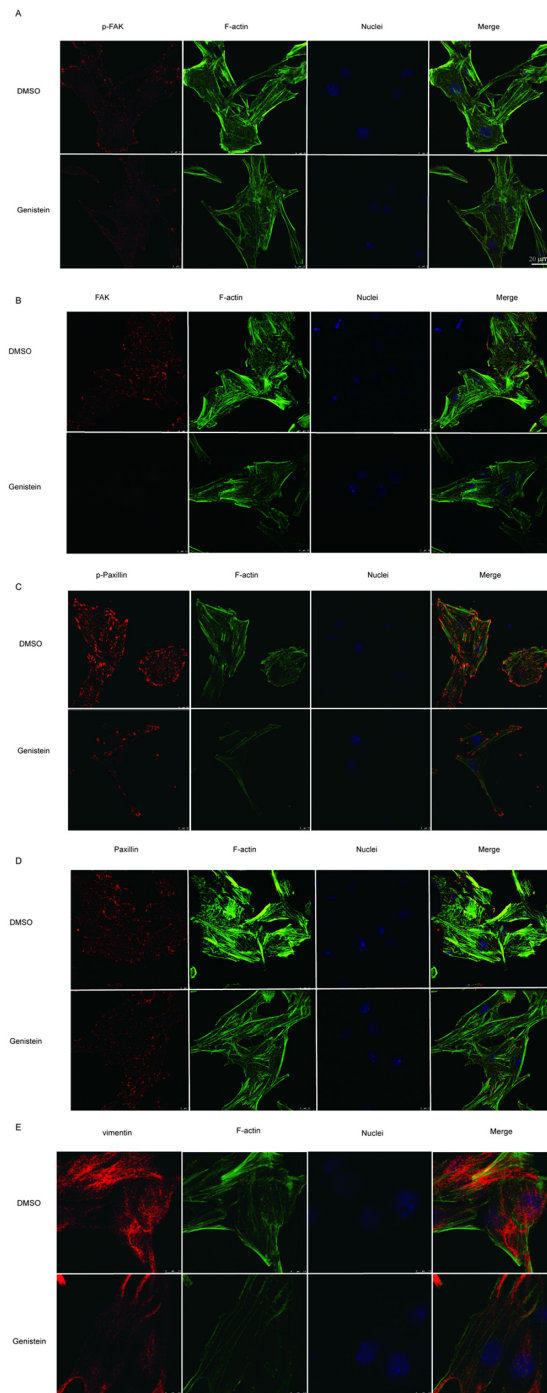 A
p-FAK F-actin Nuclei Merge
DMSO
Genistein
20 μm
B
FAK F-actin Nuclei Merge
DMSO
Genistein
C
p-Paxillin F-actin Nuclei Merge
DMSO
Genistein
D
Paxillin F-actin Nuclei Merge
DMSO
Genistein
E
vimentin F-actin Nuclei Merge
DMSO
Genistein